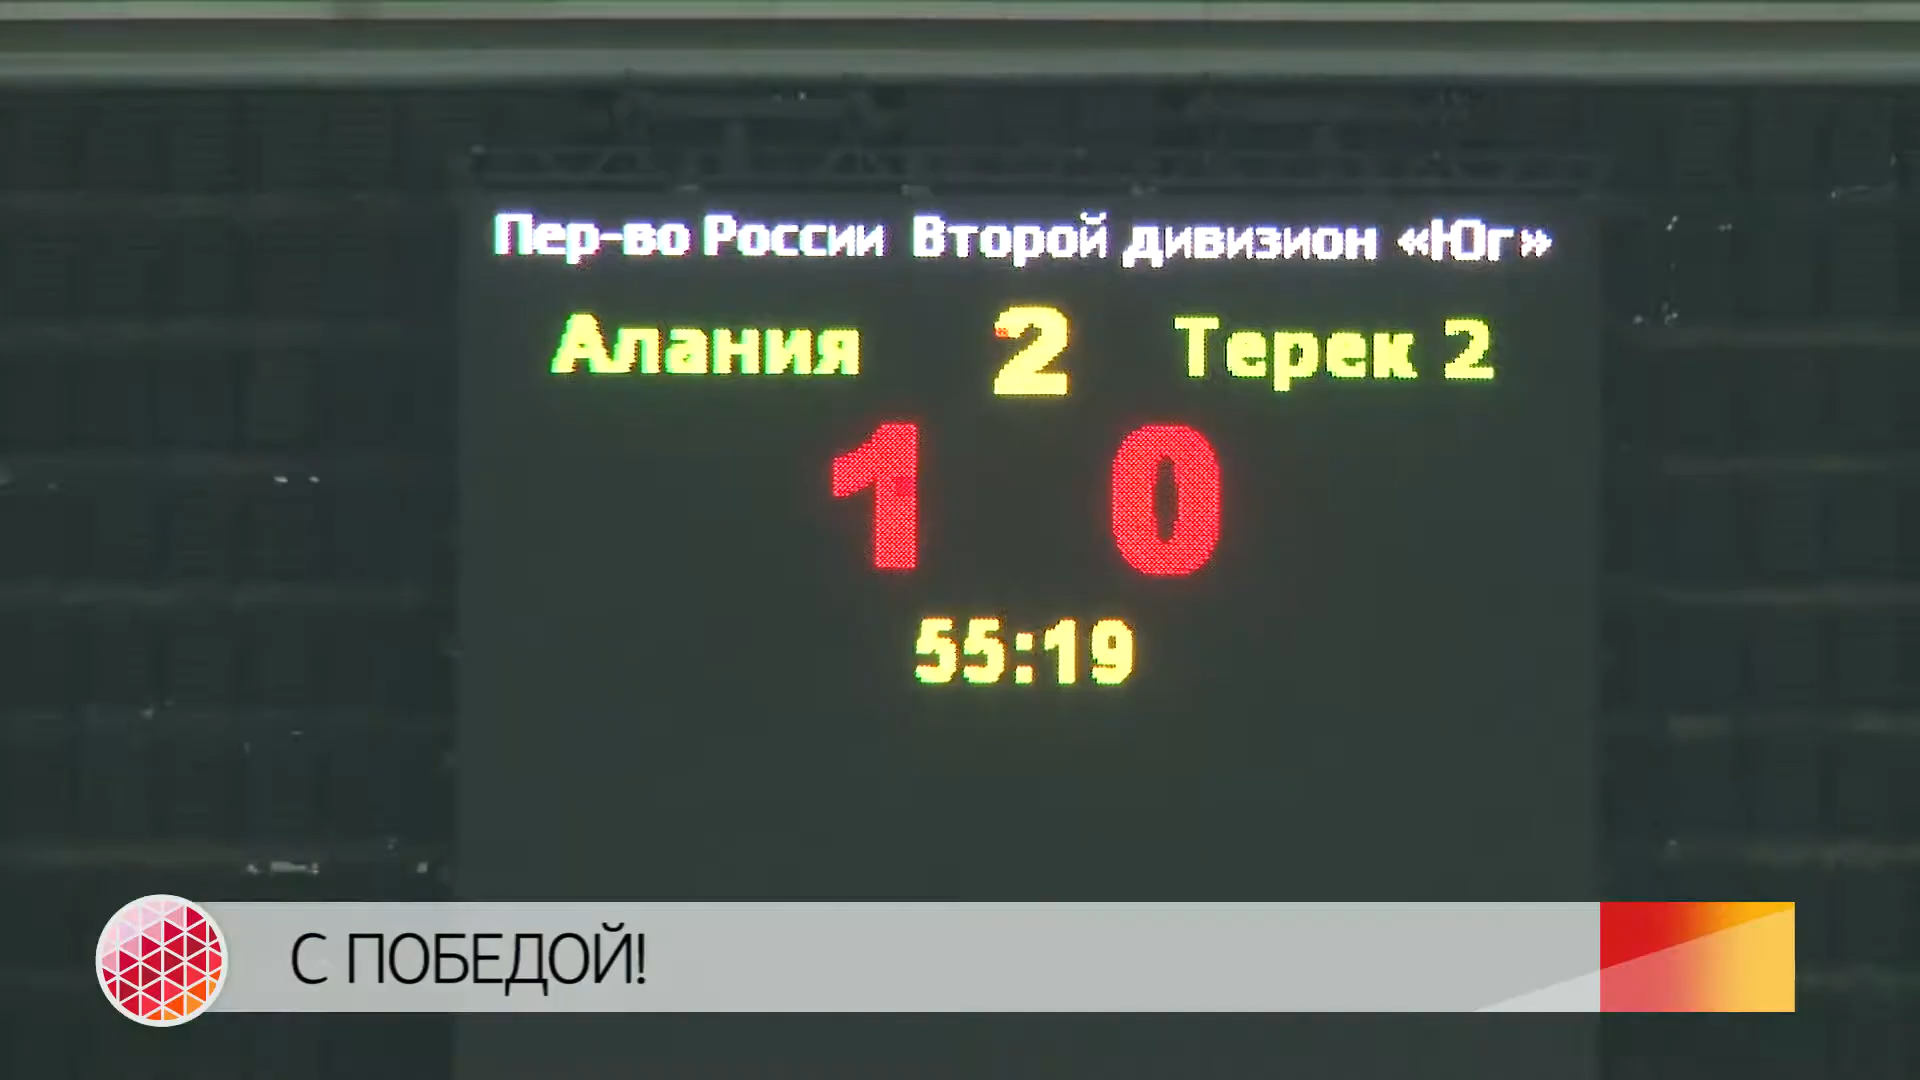 Пер-во России Второй дивизион «Юг»
Алания 2 Терек 2
1 0
55:19
С ПОБЕДОЙ!